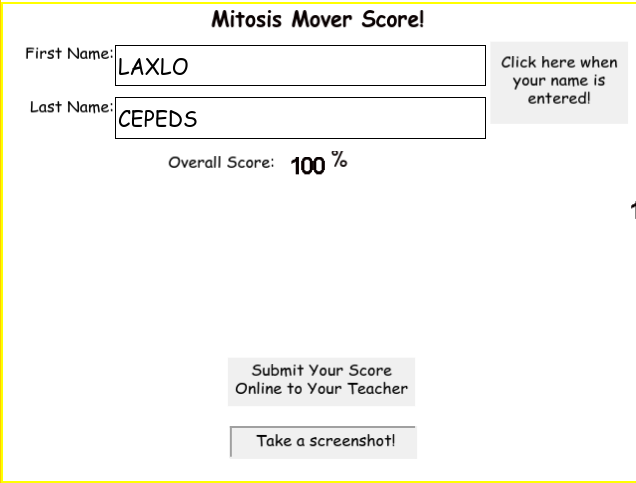 Mitosis Mover Score!
First Name:
LAXLO
Click here when
your name is
entered!
Last Name:
CEPEDS
Overall Score: 100 %
Submit Your Score
Online to Your Teacher
Take a screenshot!